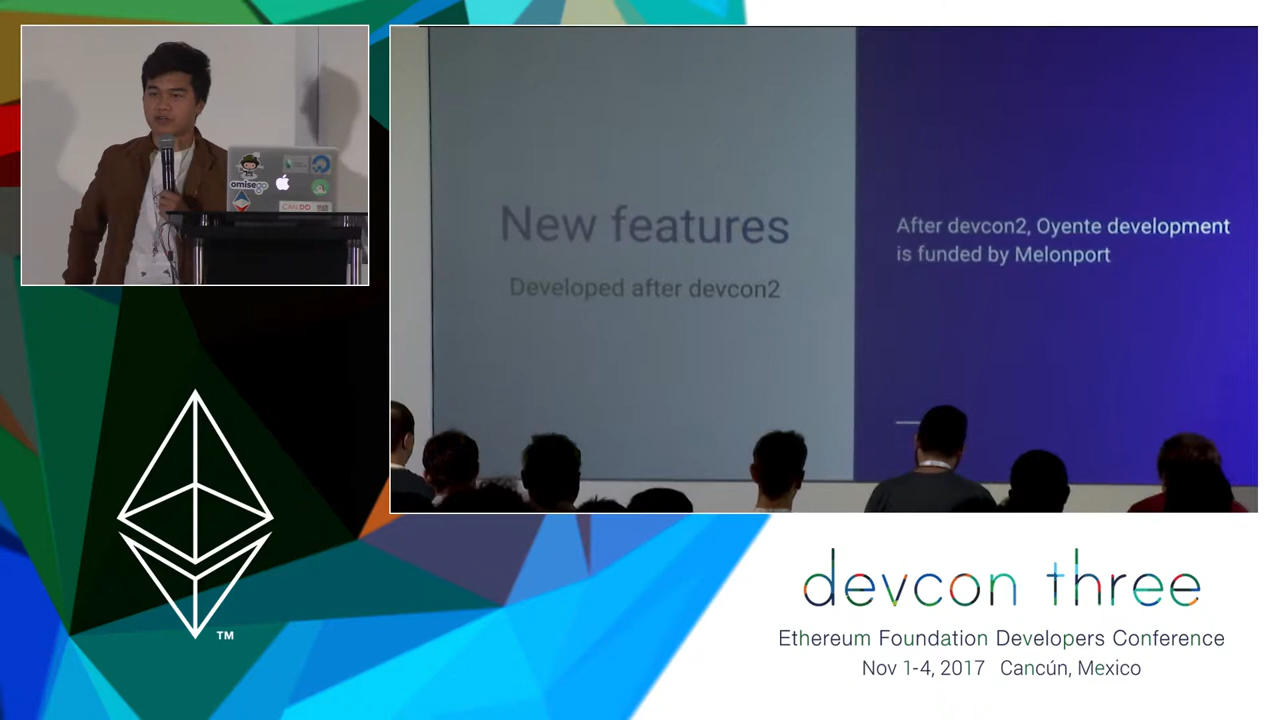 omisego
CANDO
New features
Developed after devcon2
After devcon2, Oyente development
is funded by Melonport
TM
devcon three
Ethereum Foundation Developers Conference
Nov 1-4, 2017 Cancún, Mexico